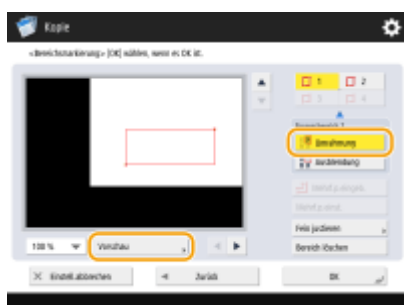 Kopie
<Bereichsmarkierung> [OK] wählen, wenn es OK ist.
1
2
3
4
Umrahmung
Ausblendung
Fein justieren
100 %
Vorschau
Bereich löschen
Einstell.abbrechen
Zurück
OK